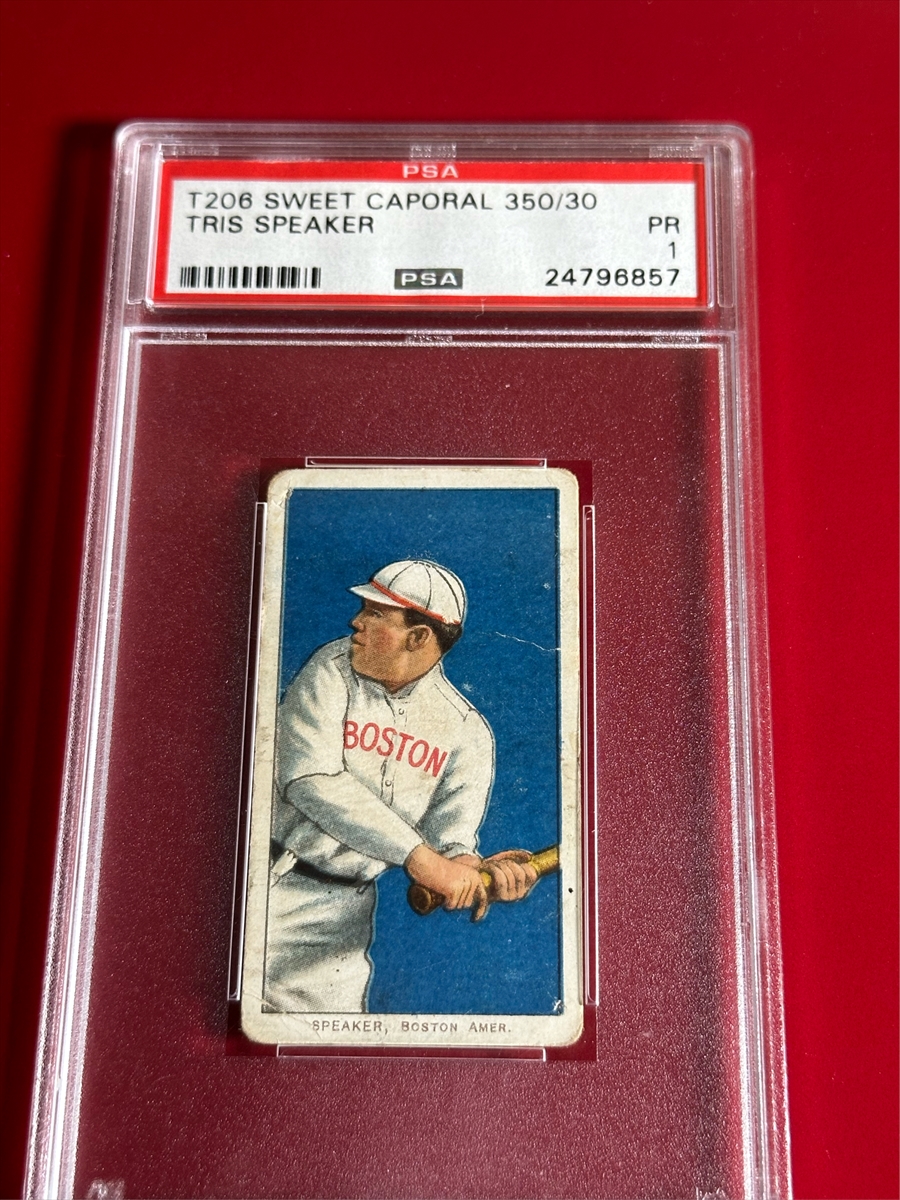 PSA
T206 SWEET CAPORAL 350/30
TRIS SPEAKER PR
1
PSA 24796857
BOSTON
SPEAKER, BOSTON AMER.